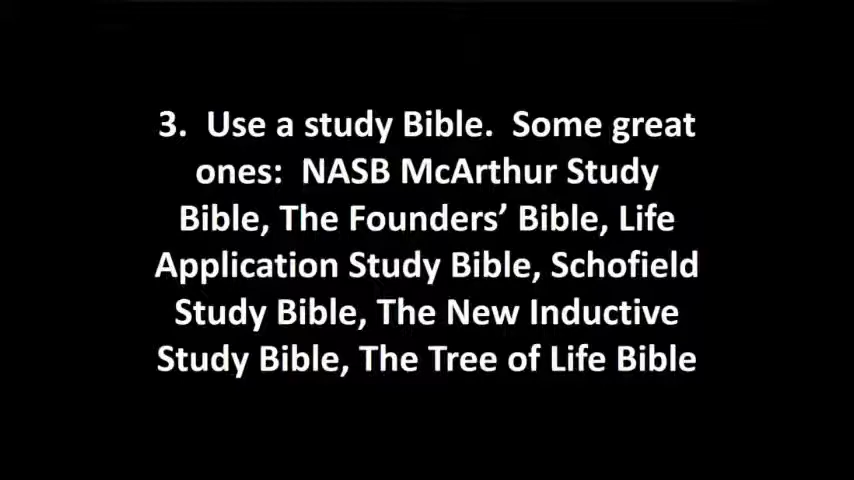 3.  Use a study Bible.  Some great
ones:  NASB McArthur Study
Bible, The Founders’ Bible, Life
Application Study Bible, Schofield
Study Bible, The New Inductive
Study Bible, The Tree of Life Bible